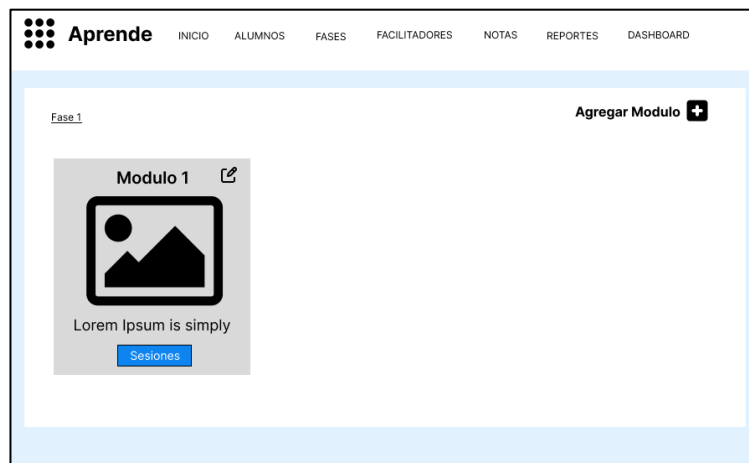 Aprende INICIO ALUMNOS FASES FACILITADORES NOTAS REPORTES DASHBOARD
Fase 1
Agregar Modulo
Modulo 1
Lorem Ipsum is simply
Sesiones